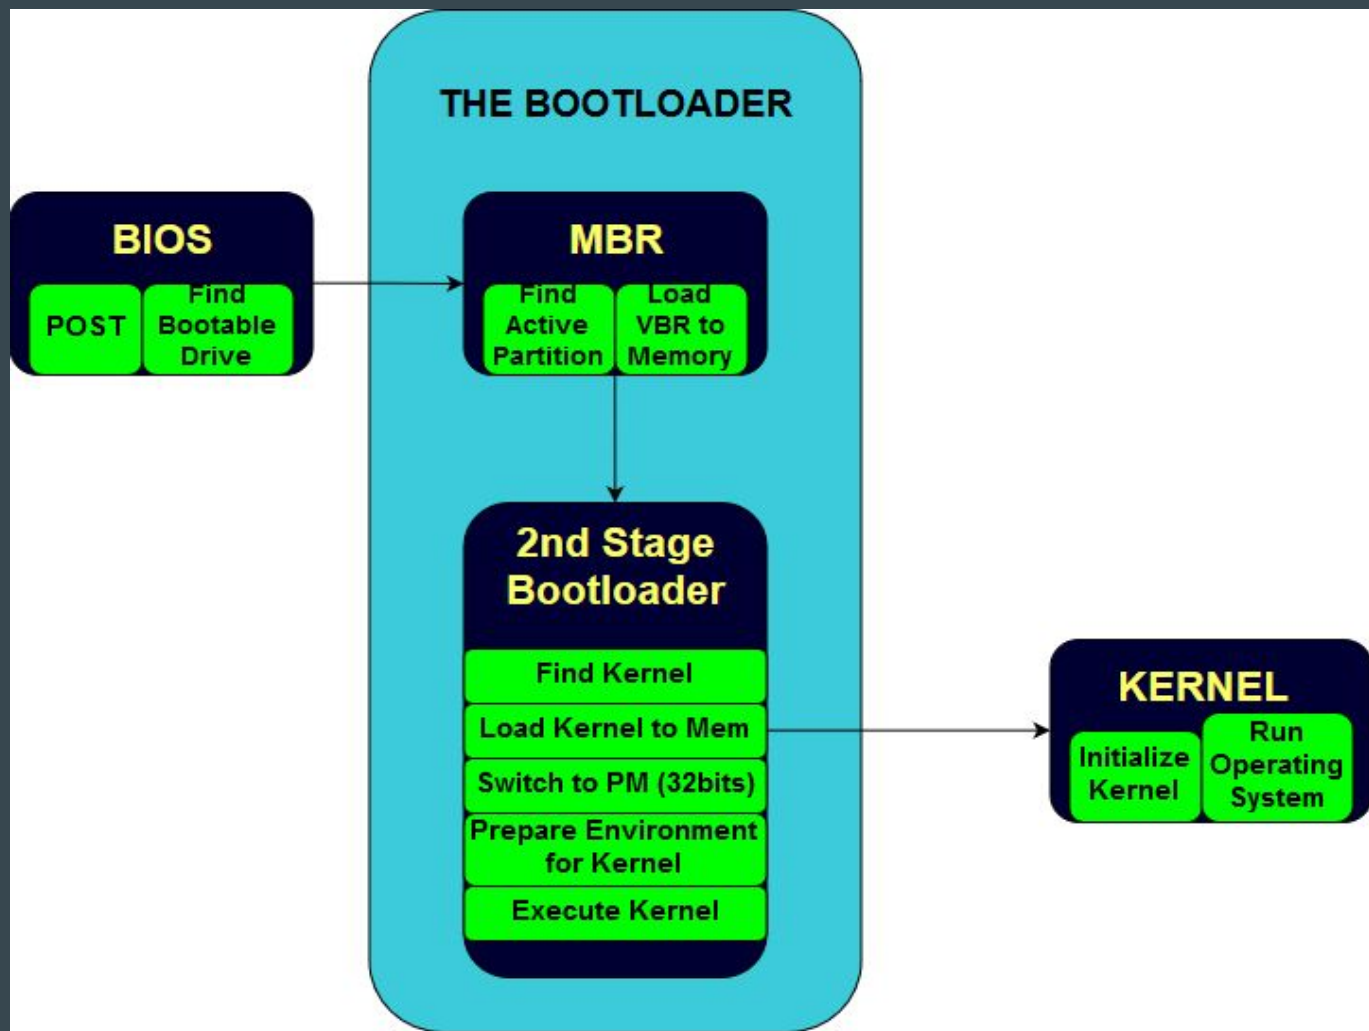 THE BOOTLOADER
BIOS
POST
Find
Bootable
Drive
MBR
Find
Active
Partition
Load
VBR to
Memory
2nd Stage
Bootloader
Find Kernel
Load Kernel to Mem
Switch to PM (32bits)
Prepare Environment
for Kernel
Execute Kernel
KERNEL
Initialize
Kernel
Run
Operating
System